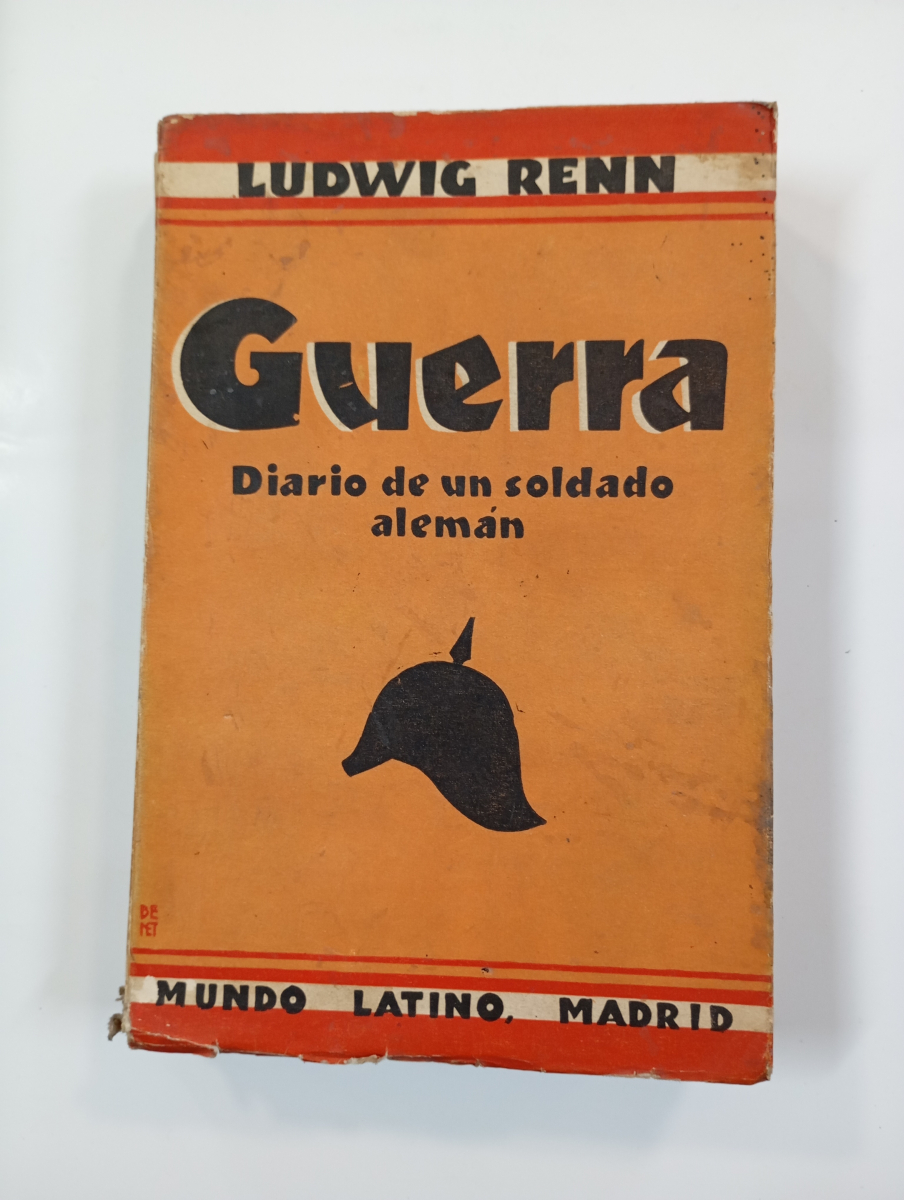 LUDWIG RENN
Guerra
Diario de un soldado
alemán
MUNDO LATINO, MADRID